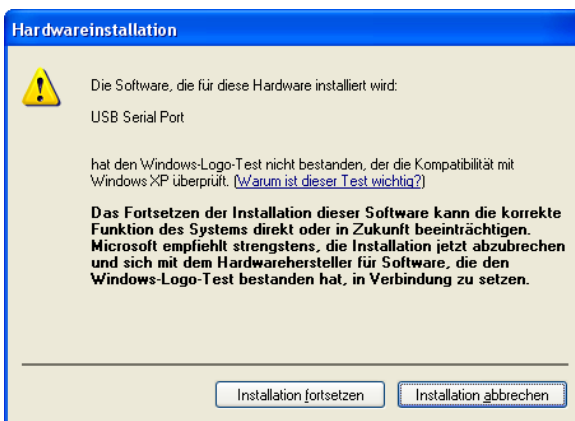 Hardwareinstallation
Die Software, die für diese Hardware installiert wird:
USB Serial Port
hat den Windows-Logo-Test nicht bestanden, der die Kompatibilität mit
Windows XP überprüft. (Warum ist dieser Test wichtig?)
Das Fortsetzen der Installation dieser Software kann die korrekte
Funktion des Systems direkt oder in Zukunft beeinträchtigen.
Microsoft empfiehlt strengstens, die Installation jetzt abzubrechen
und sich mit dem Hardwarehersteller für Software, die den
Windows-Logo-Test bestanden hat, in Verbindung zu setzen.
Installation fortsetzen
Installation abbrechen